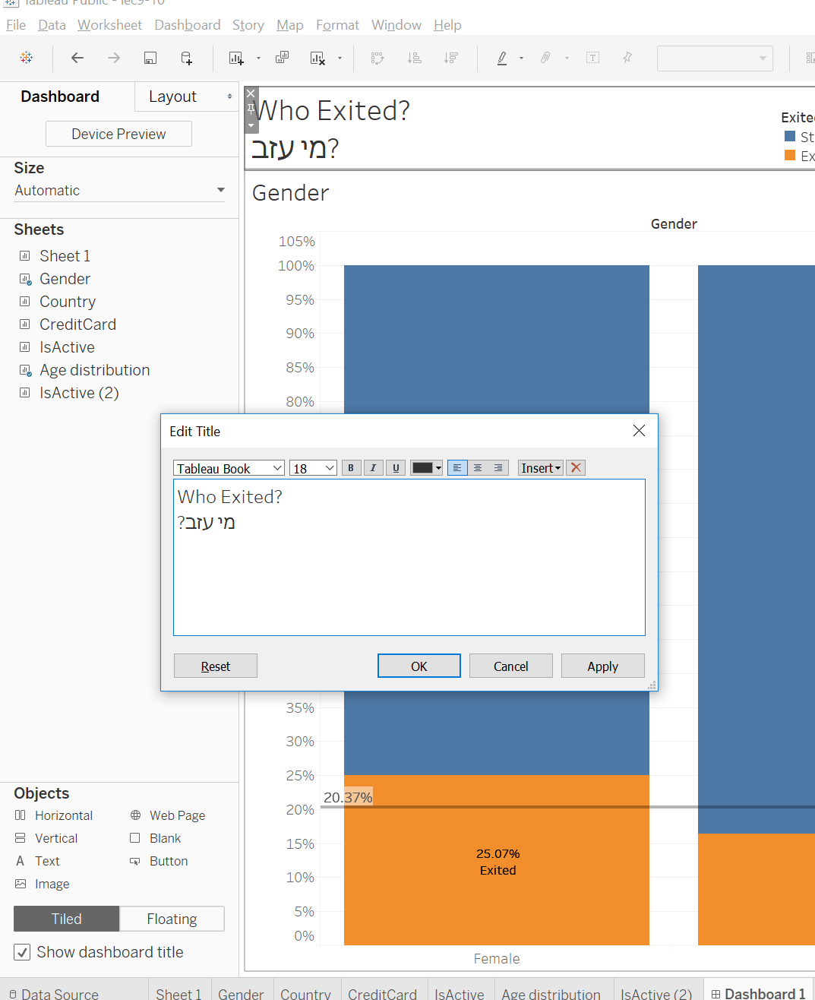 Tableau Public - lec9-10
File Data Worksheet Dashboard Story Map Format Window Help
Dashboard Layout
Device Preview
Size
Automatic
Sheets
Sheet 1
Gender
Country
CreditCard
IsActive
Age distribution
IsActive (2)
Objects
Horizontal Web Page
Vertical Blank
Text Button
Image
Tiled Floating
Show dashboard title
Who Exited?
מי עזב?
Exited
St
Ex
Gender
Gender
105%
100%
95%
90%
85%
80%
Edit Title
Tableau Book 18 B I U Insert
Who Exited?
מי עזב?
Reset OK Cancel Apply
35%
30%
25%
20.37%
20%
15%
25.07%
Exited
10%
5%
0%
Female
Data Source Sheet 1 Gender Country CreditCard IsActive Age distribution IsActive (2) Dashboard 1